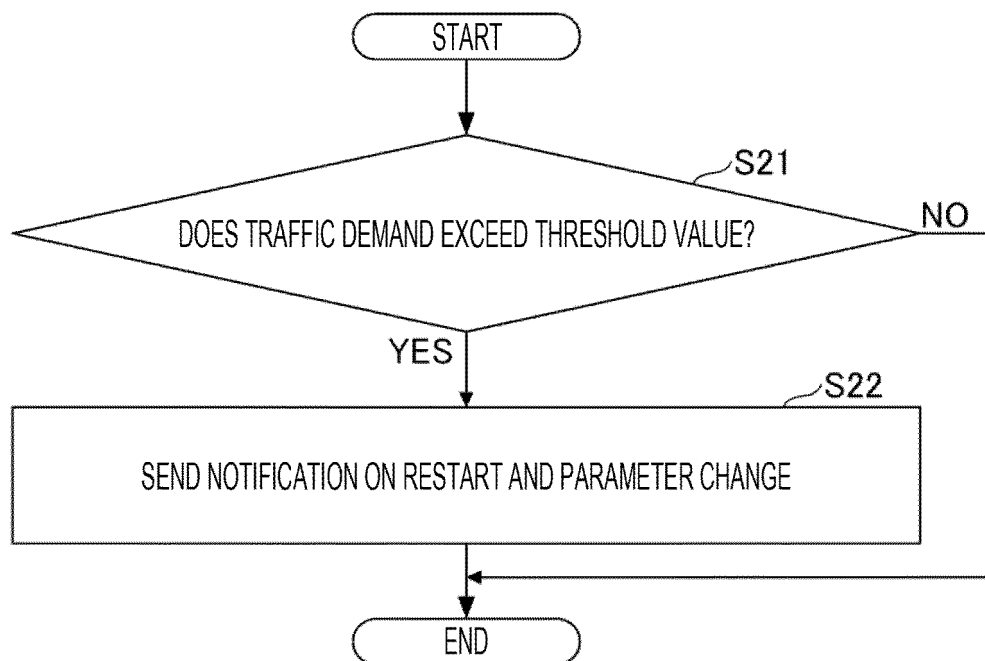 START
S21
DOES TRAFFIC DEMAND EXCEED THRESHOLD VALUE?
NO
YES
S22
SEND NOTIFICATION ON RESTART AND PARAMETER CHANGE
END